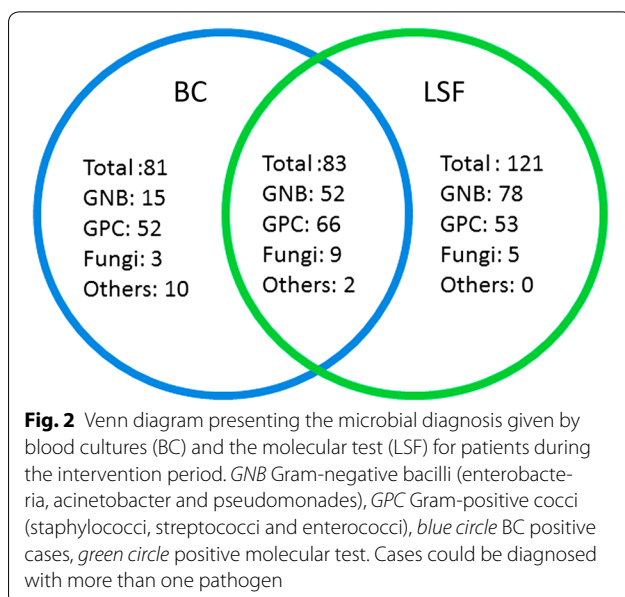 BC
LSF
Total :81
GNB: 15
GPC: 52
Fungi: 3
Others: 10
Total :83
GNB: 52
GPC: 66
Fungi: 9
Others: 2
Total : 121
GNB: 78
GPC: 53
Fungi: 5
Others: 0
Fig. 2 Venn diagram presenting the microbial diagnosis given by
blood cultures (BC) and the molecular test (LSF) for patients during
the intervention period. GNB Gram-negative bacilli (enterobacte-
ria, acinetobacter and pseudomonades), GPC Gram-positive cocci
(staphylococci, streptococci and enterococci), blue circle BC positive
cases, green circle positive molecular test. Cases could be diagnosed
with more than one pathogen